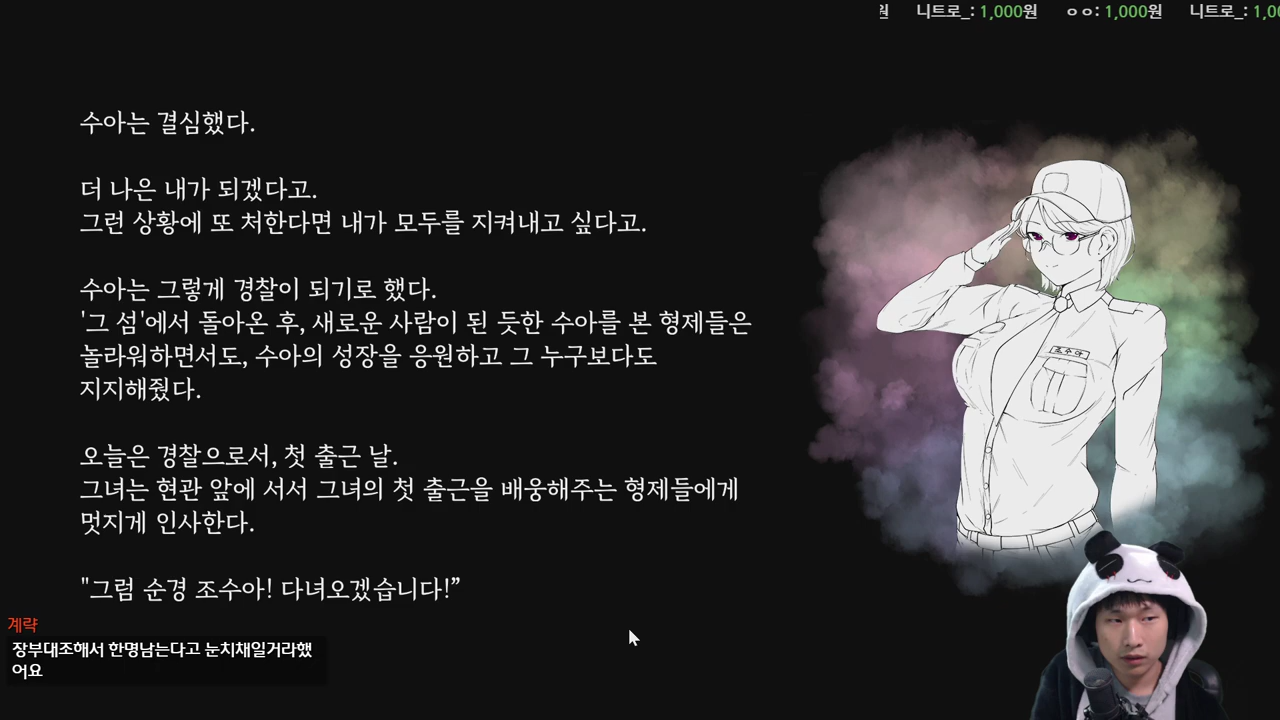 원 니트로_: 1,000원 ㅇㅇ: 1,000원 니트로_: 1,00
수아는 결심했다.
더 나은 내가 되겠다고.
그런 상황에 또 처한다면 내가 모두를 지켜내고 싶다고.
수아는 그렇게 경찰이 되기로 했다.
'그 섬'에서 돌아온 후, 새로운 사람이 된 듯한 수아를 본 형제들은
놀라워하면서도, 수아의 성장을 응원하고 그 누구보다도
지지해줬다.
오늘은 경찰으로서, 첫 출근 날.
그녀는 현관 앞에 서서 그녀의 첫 출근을 배웅해주는 형제들에게
멋지게 인사한다.
"그럼 순경 조수아! 다녀오겠습니다!”
조수아
계략
장부대조해서 한명남는다고 눈치채일거라했
어요